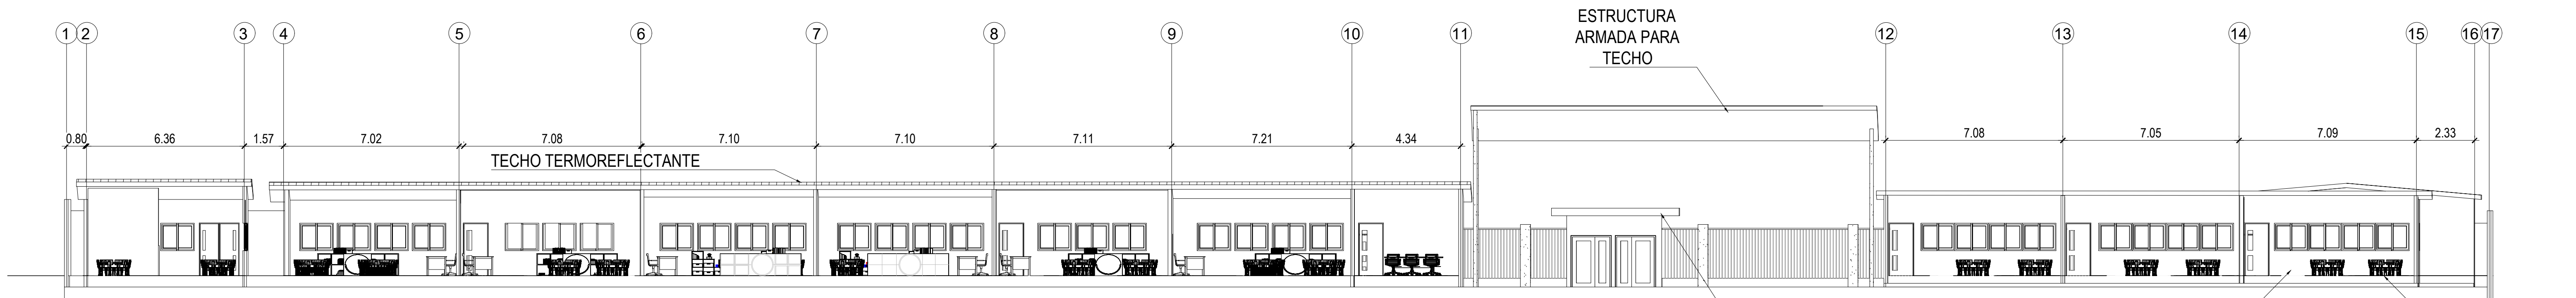 ESTRUCTURA
ARMADA PARA
TECHO
1 2 3 4 5 6 7 8 9 10 11 12 13 14 15 16 17
0.80 6.36 1.57 7.02 7.08 7.10 7.10 7.11 7.21 4.34 7.08 7.05 7.09 2.33
TECHO TERMOREFLECTANTE